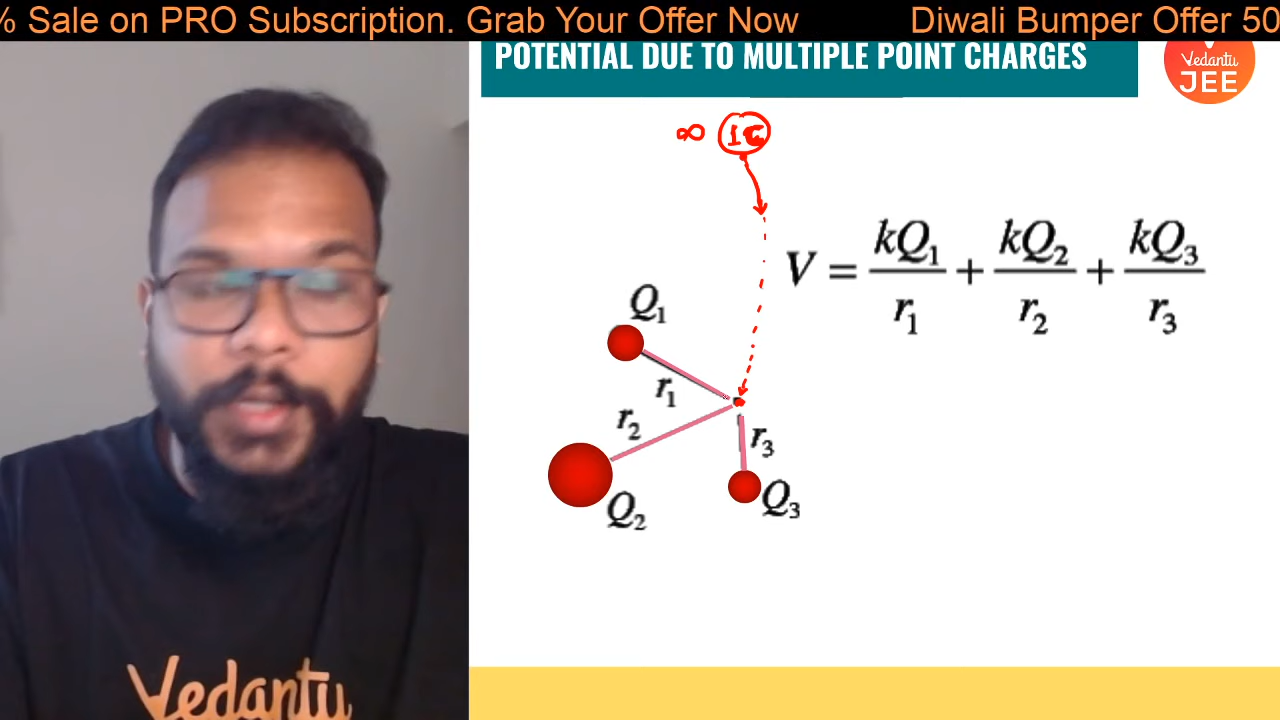 % Sale on PRO Subscription. Grab Your Offer Now Diwali Bumper Offer 50
POTENTIAL DUE TO MULTIPLE POINT CHARGES
Vedantu
JEE
∞ 1C
V = kQ₁/r₁ + kQ₂/r₂ + kQ₃/r₃
Q₁
r₁
r₂
r₃
Q₂
Q₃
Vedantu